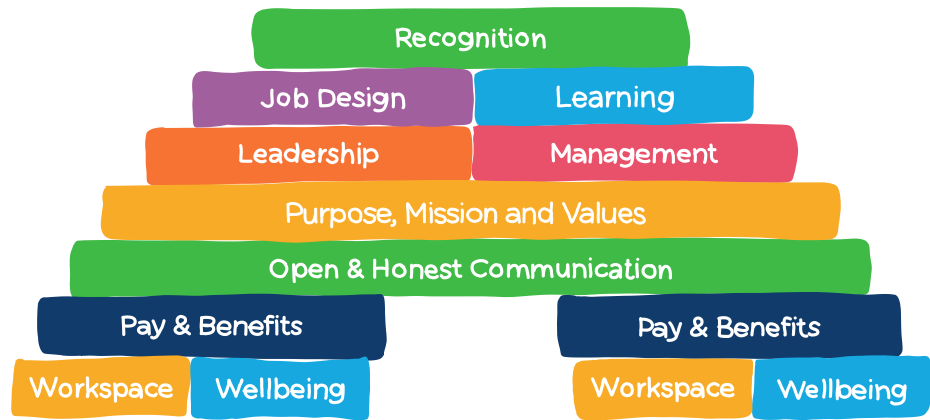 Recognition
Job Design Learning
Leadership Management
Purpose, Mission and Values
Open & Honest Communication
Pay & Benefits Pay & Benefits
Workspace Wellbeing Workspace Wellbeing